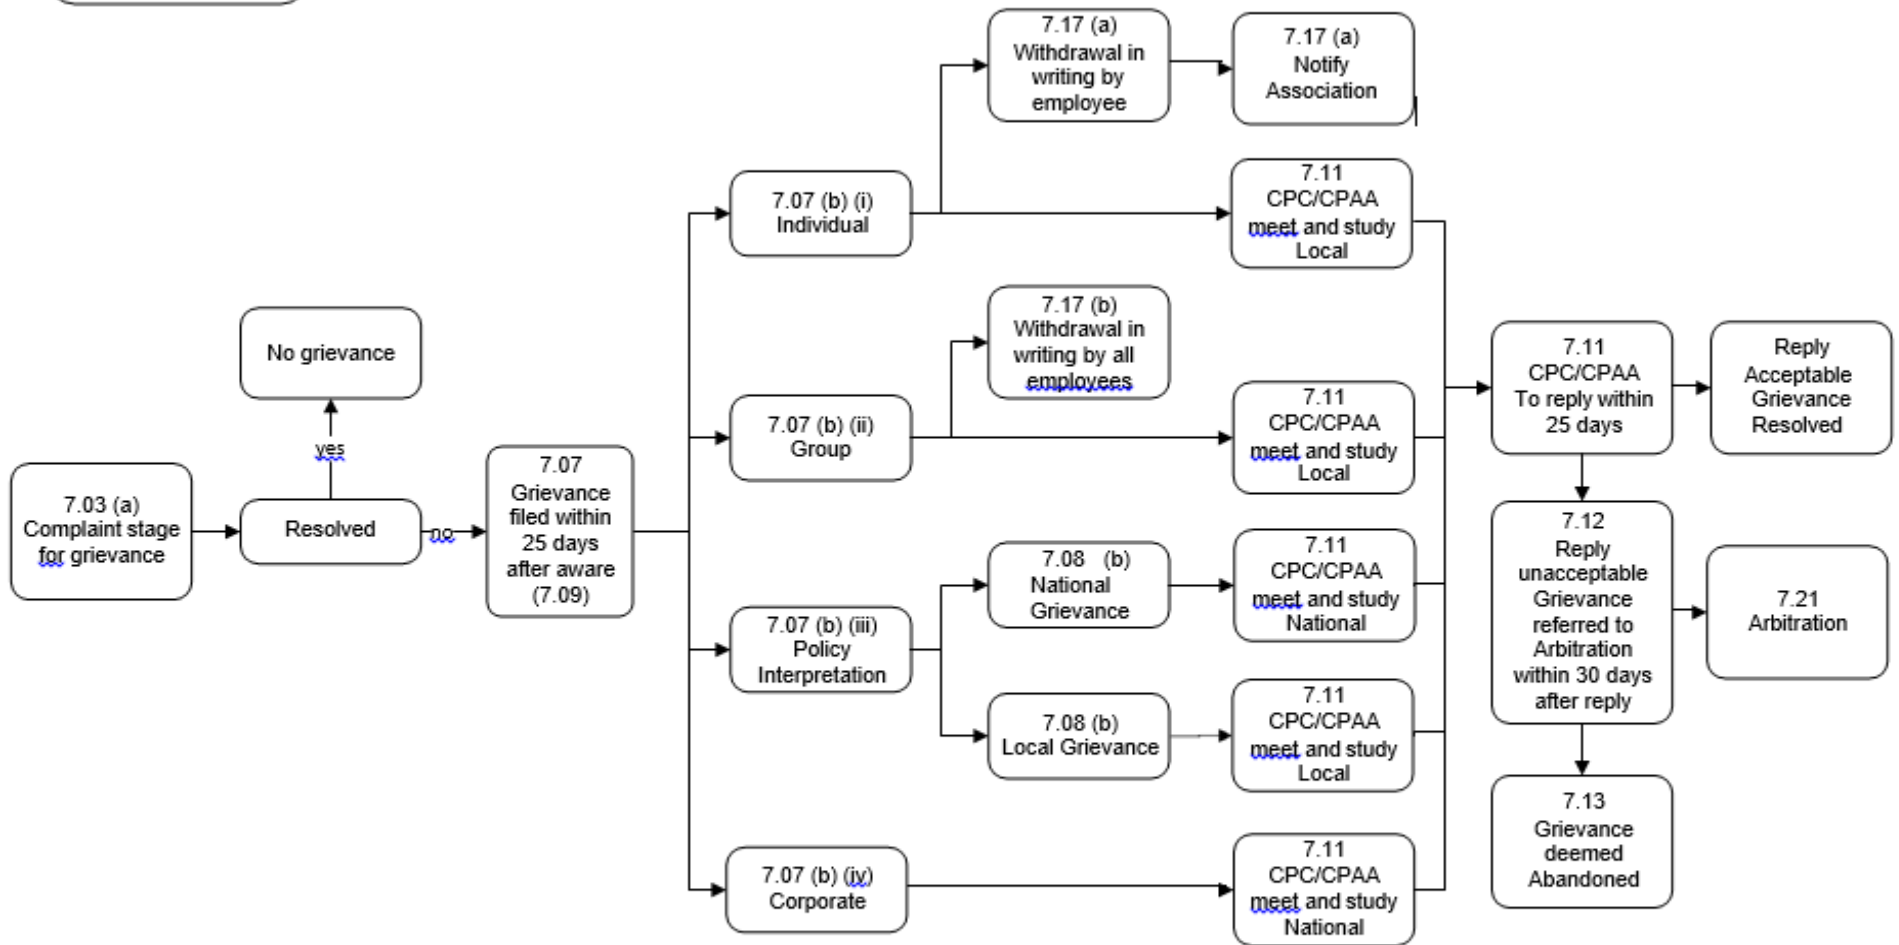 7.03 (a)
Complaint stage
for grievance
Resolved
yes
No grievance
no
7.07
Grievance
filed within
25 days
after aware
(7.09)
7.07 (b) (i)
Individual
7.17 (a)
Withdrawal in
writing by
employee
7.17 (a)
Notify
Association
7.11
CPC/CPAA
meet and study
Local
7.07 (b) (ii)
Group
7.17 (b)
Withdrawal in
writing by all
employees
7.11
CPC/CPAA
meet and study
Local
7.07 (b) (iii)
Policy
Interpretation
7.08 (b)
National
Grievance
7.11
CPC/CPAA
meet and study
National
7.08 (b)
Local Grievance
7.11
CPC/CPAA
meet and study
Local
7.07 (b) (iv)
Corporate
7.11
CPC/CPAA
meet and study
National
7.11
CPC/CPAA
To reply within
25 days
Reply
Acceptable
Grievance
Resolved
7.12
Reply
unacceptable
Grievance
referred to
Arbitration
within 30 days
after reply
7.21
Arbitration
7.13
Grievance
deemed
Abandoned